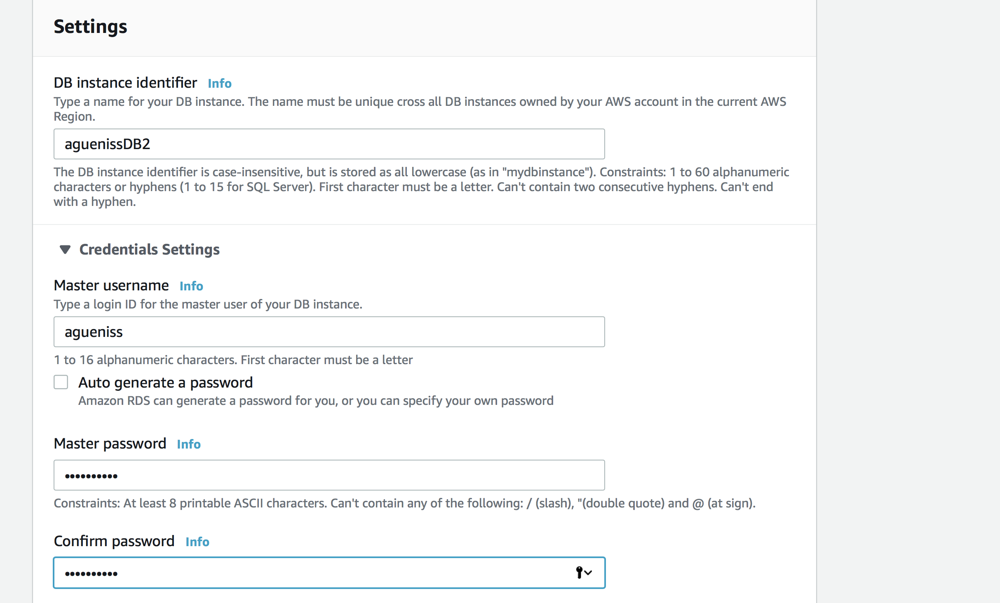 Settings
DB instance identifier Info
Type a name for your DB instance. The name must be unique cross all DB instances owned by your AWS account in the current AWS
Region.
aguenissDB2
The DB instance identifier is case-insensitive, but is stored as all lowercase (as in "mydbinstance"). Constraints: 1 to 60 alphanumeric
characters or hyphens (1 to 15 for SQL Server). First character must be a letter. Can't contain two consecutive hyphens. Can't end
with a hyphen.
Credentials Settings
Master username Info
Type a login ID for the master user of your DB instance.
agueniss
1 to 16 alphanumeric characters. First character must be a letter
Auto generate a password
Amazon RDS can generate a password for you, or you can specify your own password
Master password Info
••••••••••
Constraints: At least 8 printable ASCII characters. Can't contain any of the following: / (slash), "(double quote) and @ (at sign).
Confirm password Info
••••••••••